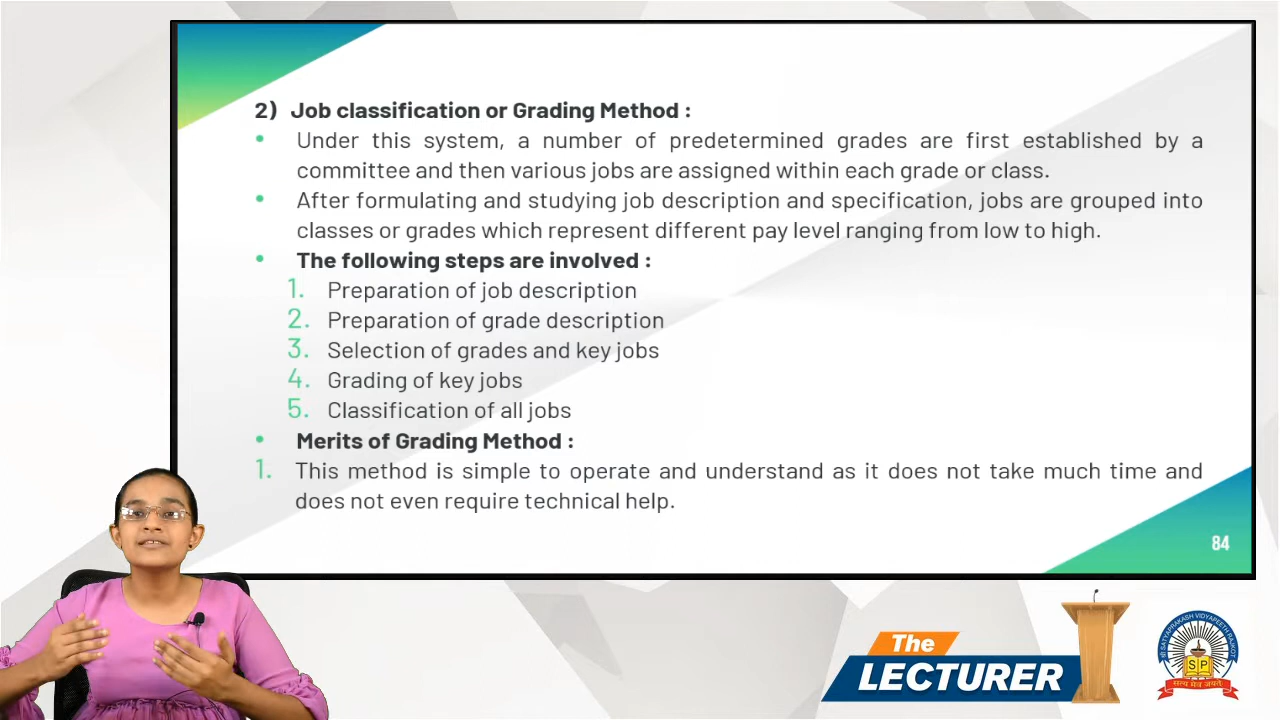 2) Job classification or Grading Method :
• Under this system, a number of predetermined grades are first established by a
committee and then various jobs are assigned within each grade or class.
• After formulating and studying job description and specification, jobs are grouped into
classes or grades which represent different pay level ranging from low to high.
• The following steps are involved :
1. Preparation of job description
2. Preparation of grade description
3. Selection of grades and key jobs
4. Grading of key jobs
5. Classification of all jobs
• Merits of Grading Method :
1. This method is simple to operate and understand as it does not take much time and
does not even require technical help.
84
The
LECTURER
SATYAPRAKASH VIDYAPEETH RAJKOT
SP
सत्य मेव जयते